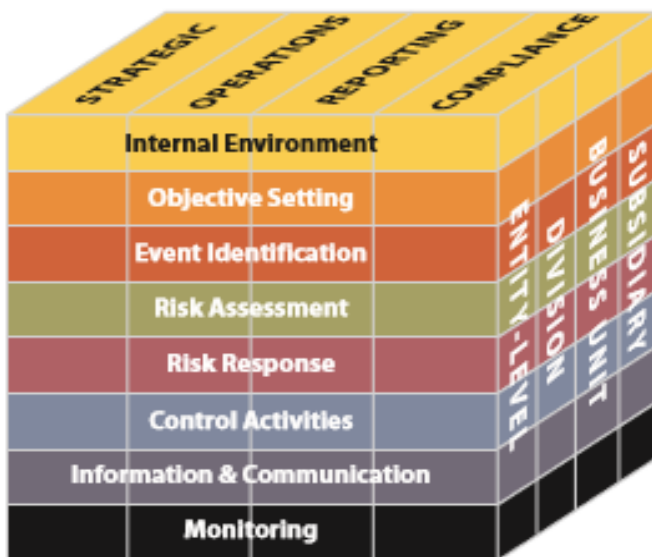 STRATEGIC
OPERATIONS
REPORTING
COMPLIANCE
Internal Environment
Objective Setting
Event Identification
Risk Assessment
Risk Response
Control Activities
Information & Communication
Monitoring
ENTITY-LEVEL
DIVISION
BUSINESS UNIT
SUBSIDIARY